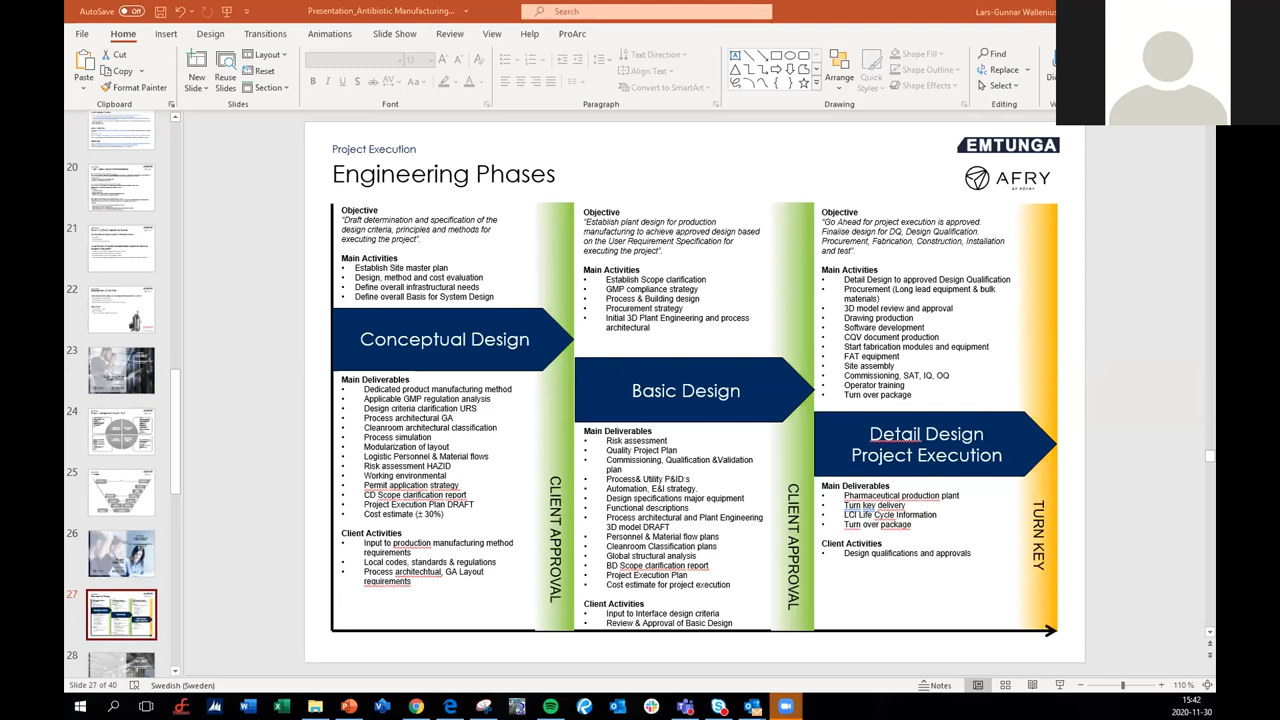 AutoSave Off
Presentation_Antibiotic Manufacturing...
Search
Lars-Gunnar Wallenius
File Home Insert Design Transitions Animations Slide Show Review View Help ProArc
Paste
Cut
Copy
Format Painter
Clipboard
New Slide
Reuse Slides
Layout
Reset
Section
Slides
12
Font
Text Direction
Align Text
Convert to SmartArt
Paragraph
Arrange
Quick Styles
Shape Fill
Shape Outline
Shape Effects
Drawing
Find
Replace
Select
Editing
20
21
22
23
24
25
26
27
28
Project Execution
Engineering Phases
EMTUNGA
AFRY
Objective
"Draft determination and specification of the
design criteria, principles and methods for
executing the project".
Main Activities
• Establish Site master plan
• Design, method and cost evaluation
• Define overall infrastructural needs
• Define overall Basis for System Design
Conceptual Design
Main Deliverables
• Dedicated product manufacturing method
• Applicable GMP regulation analysis
• Design criteria clarification URS
• Process architectural GA
• Cleanroom architectural classification
• Process simulation
• Modularization of layout
• Logistic Personnel & Material flows
• Risk assessment HAZID
• Working environmental
• Permit application strategy
• CD Scope clarification report
• Project Execution Plan DRAFT
• Cost estimate (± 30%)
Client Activities
• Input to production manufacturing method
requirements
• Local codes, standards & regulations
• Process architechtual, GA Layout
requirements
CLIENT APPROVAL
Objective
"Establish plant design for production
manufacturing to achieve approved design based
on the User Requirement Specification for
executing the project".
Main Activities
• Establish Scope clarification
• GMP compliance strategy
• Process & Building design
• Procurement strategy
• Initial 3D Plant Engineering and process
architectural
Basic Design
Main Deliverables
• Risk assessment
• Quality Project Plan
• Commissioning, Qualification &Validation
plan
• Process& Utility P&ID:s
• Automation, E&I strategy.
• Design specifications major equipment
• Functional descriptions
• Process architectural and Plant Engineering
3D model DRAFT
• Personnel & Material flow plans
• Cleanroom Classification plans
• Global structural analysis
• BD Scope clarification report
• Project Execution Plan
• Cost estimate for project execution
Client Activities
• Input to Interface design criteria
• Review & Approval of Basic Design
CLIENT APPROVAL
Objective
"Go Ahead for project execution is approved.
Finalise design for DQ, Design Qualification.
Procurement, Fabrication, Construction, Installation
and test".
Main Activities
• Detail Design to approved Design Qualification
• Procurement (Long lead equipment & bulk
materials)
• 3D model review and approval
• Drawing production
• Software development
• CQV document production
• Start fabrication modules and equipment
• FAT equipment
• Site assembly
• Commissioning, SAT, IQ, OQ
• Operator training
• Turn over package
Detail Design
Project Execution
Main Deliverables
• Pharmaceutical production plant
• Turn key delivery
• LCI Life Cycle Information
• Turn over package
Client Activities
• Design qualifications and approvals
TURN KEY
Slide 27 of 40
Swedish (Sweden)
Notes
110 %
15:42
2020-11-30